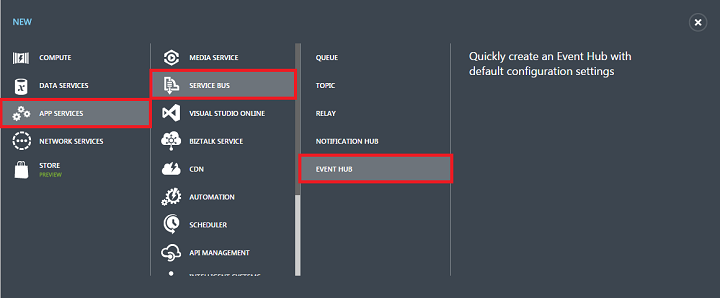 NEW
COMPUTE
DATA SERVICES
APP SERVICES
NETWORK SERVICES
STORE
PREVIEW
MEDIA SERVICE
SERVICE BUS
VISUAL STUDIO ONLINE
BIZTALK SERVICE
CDN
AUTOMATION
SCHEDULER
API MANAGEMENT
INTELLIGENT SYSTEMS
QUEUE
TOPIC
RELAY
NOTIFICATION HUB
EVENT HUB
Quickly create an Event Hub with
default configuration settings